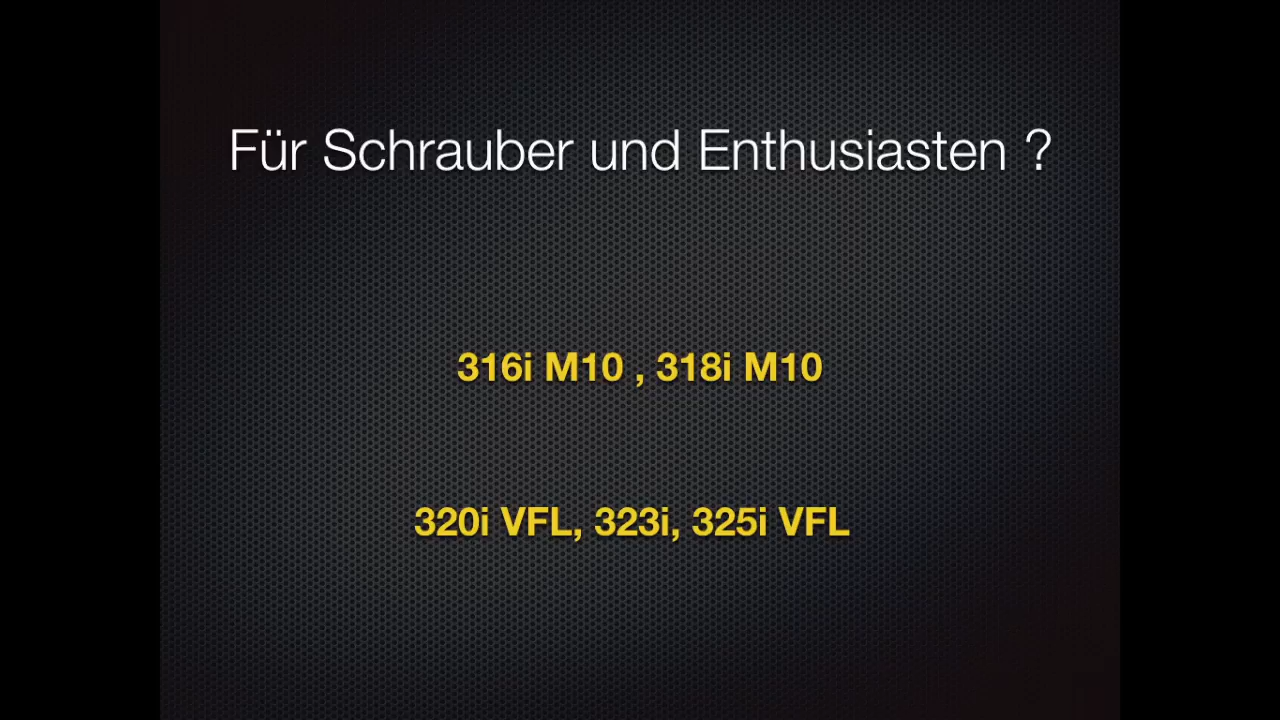 Für Schrauber und Enthusiasten ?
316i M10 , 318i M10
320i VFL, 323i, 325i VFL